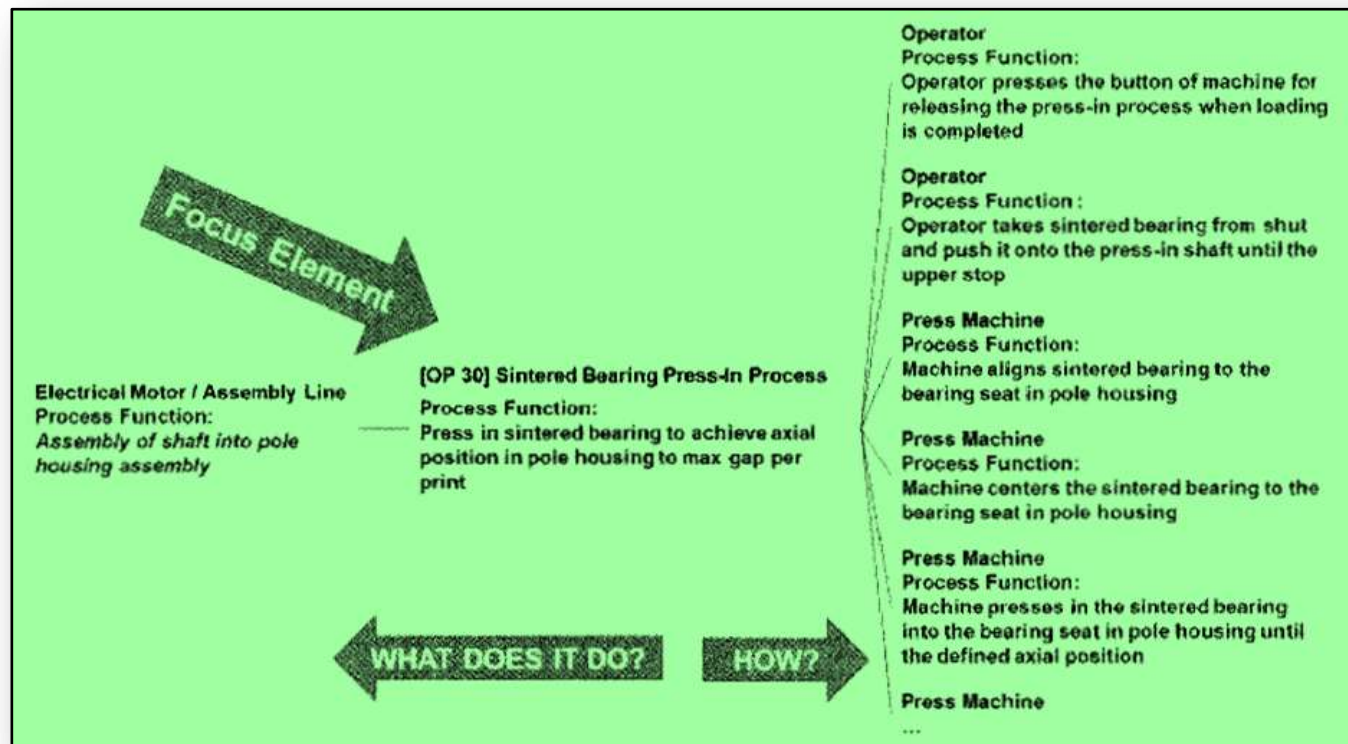 Focus Element
Electrical Motor / Assembly Line
Process Function:
Assembly of shaft into pole
housing assembly
[OP 30] Sintered Bearing Press-In Process
Process Function:
Press in sintered bearing to achieve axial
position in pole housing to max gap per
print
Operator
Process Function:
Operator presses the button of machine for
releasing the press-in process when loading
is completed
Operator
Process Function :
Operator takes sintered bearing from shut
and push it onto the press-in shaft until the
upper stop
Press Machine
Process Function:
Machine aligns sintered bearing to the
bearing seat in pole housing
Press Machine
Process Function:
Machine centers the sintered bearing to the
bearing seat in pole housing
Press Machine
Process Function:
Machine presses in the sintered bearing
into the bearing seat in pole housing until
the defined axial position
Press Machine
...
WHAT DOES IT DO?
HOW?